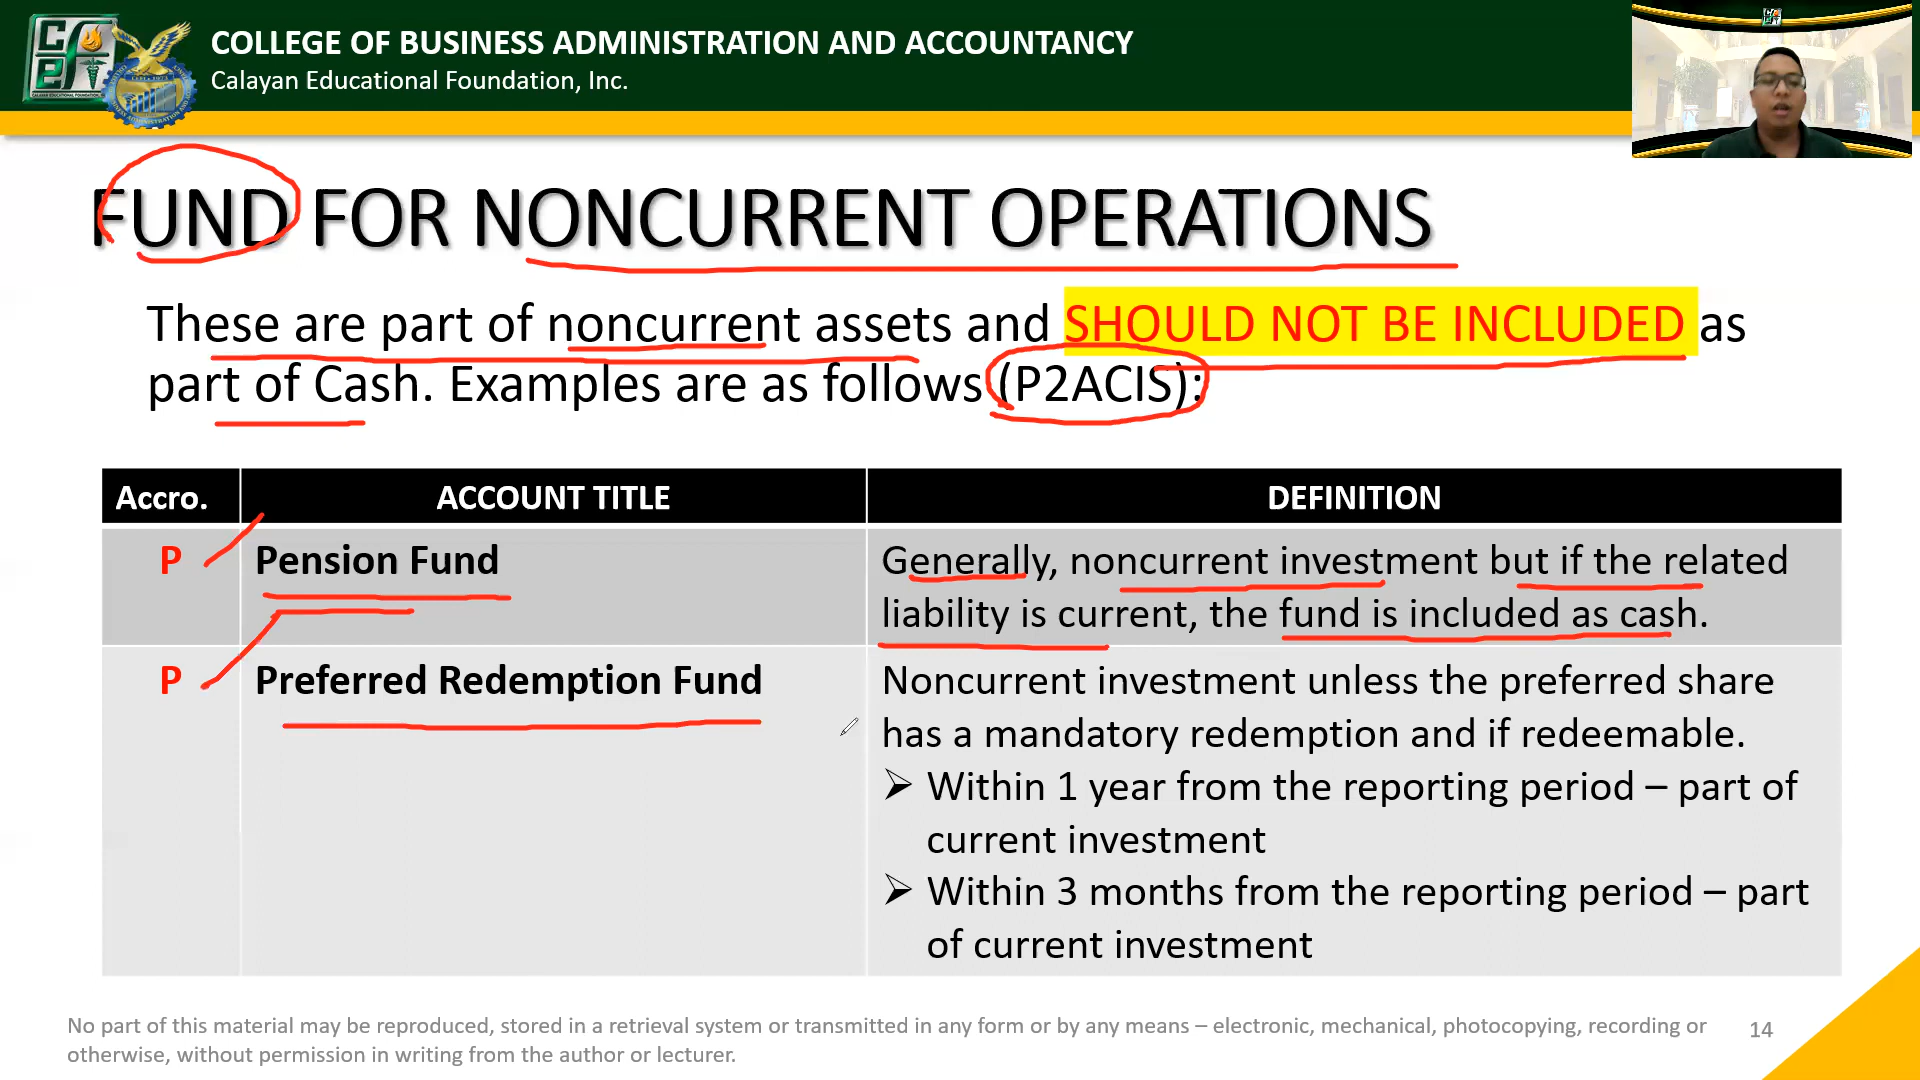 COLLEGE OF BUSINESS ADMINISTRATION AND ACCOUNTANCY
Calayan Educational Foundation, Inc.
FUND FOR NONCURRENT OPERATIONS
These are part of noncurrent assets and SHOULD NOT BE INCLUDED as
part of Cash. Examples are as follows (P2ACIS):
Accro. ACCOUNT TITLE DEFINITION
P Pension Fund Generally, noncurrent investment but if the related
liability is current, the fund is included as cash.
P Preferred Redemption Fund Noncurrent investment unless the preferred share
has a mandatory redemption and if redeemable.
➢ Within 1 year from the reporting period – part of
current investment
➢ Within 3 months from the reporting period – part
of current investment
No part of this material may be reproduced, stored in a retrieval system or transmitted in any form or by any means – electronic, mechanical, photocopying, recording or
otherwise, without permission in writing from the author or lecturer.
14